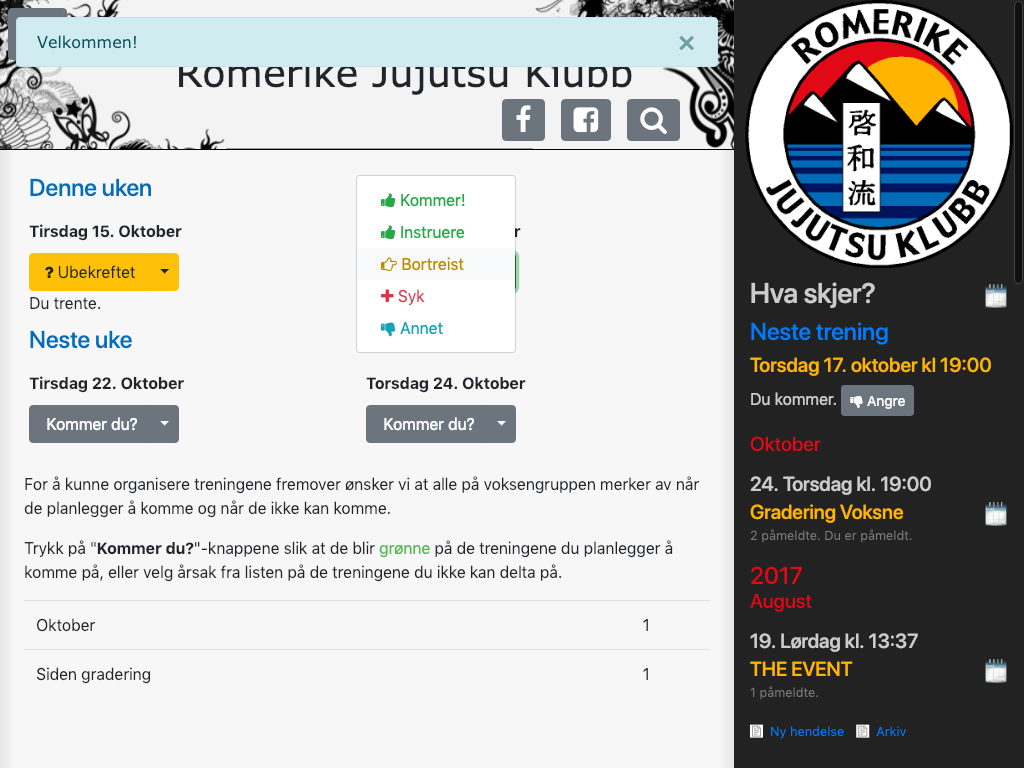 Velkommen!
×
Romerike Jujutsu Klubb
Denne uken
Tirsdag 15. Oktober
? Ubekreftet
Du trente.
Kommer!
Instruere
Bortreist
Syk
Annet
Neste uke
Tirsdag 22. Oktober
Kommer du?
Torsdag 24. Oktober
Kommer du?
For å kunne organisere treningene fremover ønsker vi at alle på voksengruppen merker av når
de planlegger å komme og når de ikke kan komme.
Trykk på "Kommer du?"-knappene slik at de blir grønne på de treningene du planlegger å
komme på, eller velg årsak fra listen på de treningene du ikke kan delta på.
Oktober 1
Siden gradering 1
ROMERIKE
啓和流
JUJUTSU KLUBB
Hva skjer?
Neste trening
Torsdag 17. oktober kl 19:00
Du kommer. Angre
Oktober
24. Torsdag kl. 19:00
Gradering Voksne
2 påmeldte. Du er påmeldt.
2017
August
19. Lørdag kl. 13:37
THE EVENT
1 påmeldte.
Ny hendelse Arkiv